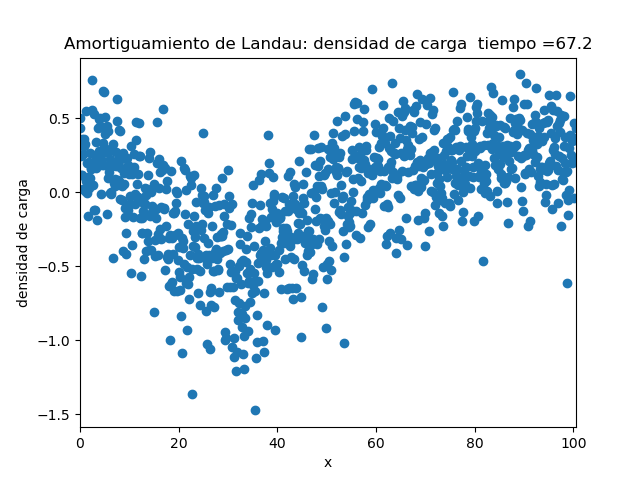 Amortiguamiento de Landau: densidad de carga  tiempo =67.2
densidad de carga
0.5
0.0
−0.5
−1.0
−1.5
0 20 40 60 80 100
x